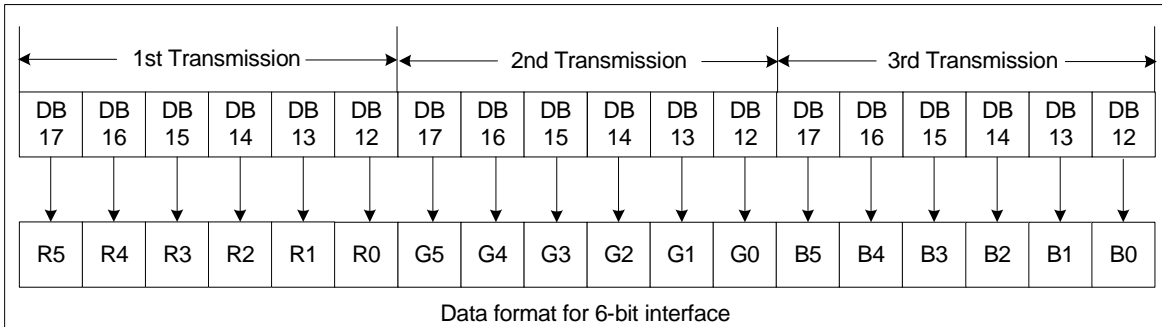 1st Transmission 2nd Transmission 3rd Transmission
DB DB DB DB DB DB DB DB DB DB DB DB DB DB DB DB DB DB
17 16 15 14 13 12 17 16 15 14 13 12 17 16 15 14 13 12
R5 R4 R3 R2 R1 R0 G5 G4 G3 G2 G1 G0 B5 B4 B3 B2 B1 B0
Data format for 6-bit interface